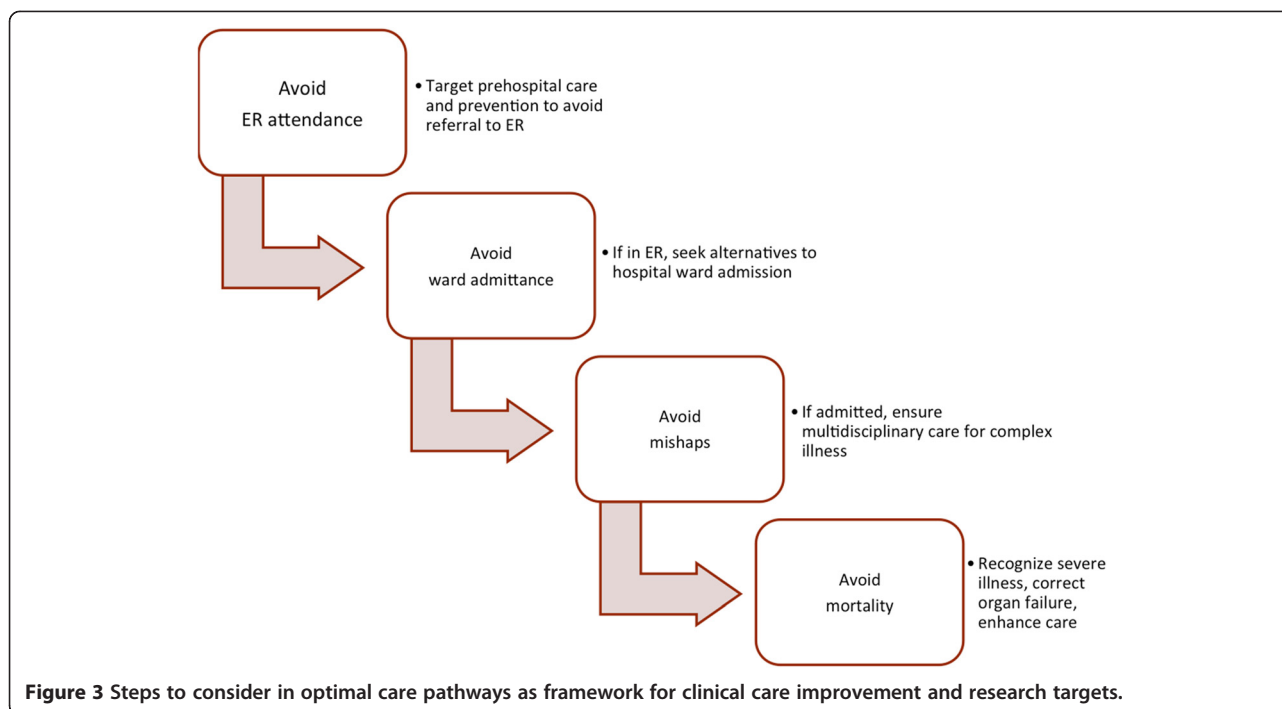 Avoid
ER attendance
• Target prehospital care
and prevention to avoid
referral to ER
Avoid
ward admittance
• If in ER, seek alternatives to
hospital ward admission
Avoid
mishaps
• If admitted, ensure
multidisciplinary care for complex
illness
Avoid
mortality
• Recognize severe
illness, correct
organ failure,
enhance care
Figure 3 Steps to consider in optimal care pathways as framework for clinical care improvement and research targets.